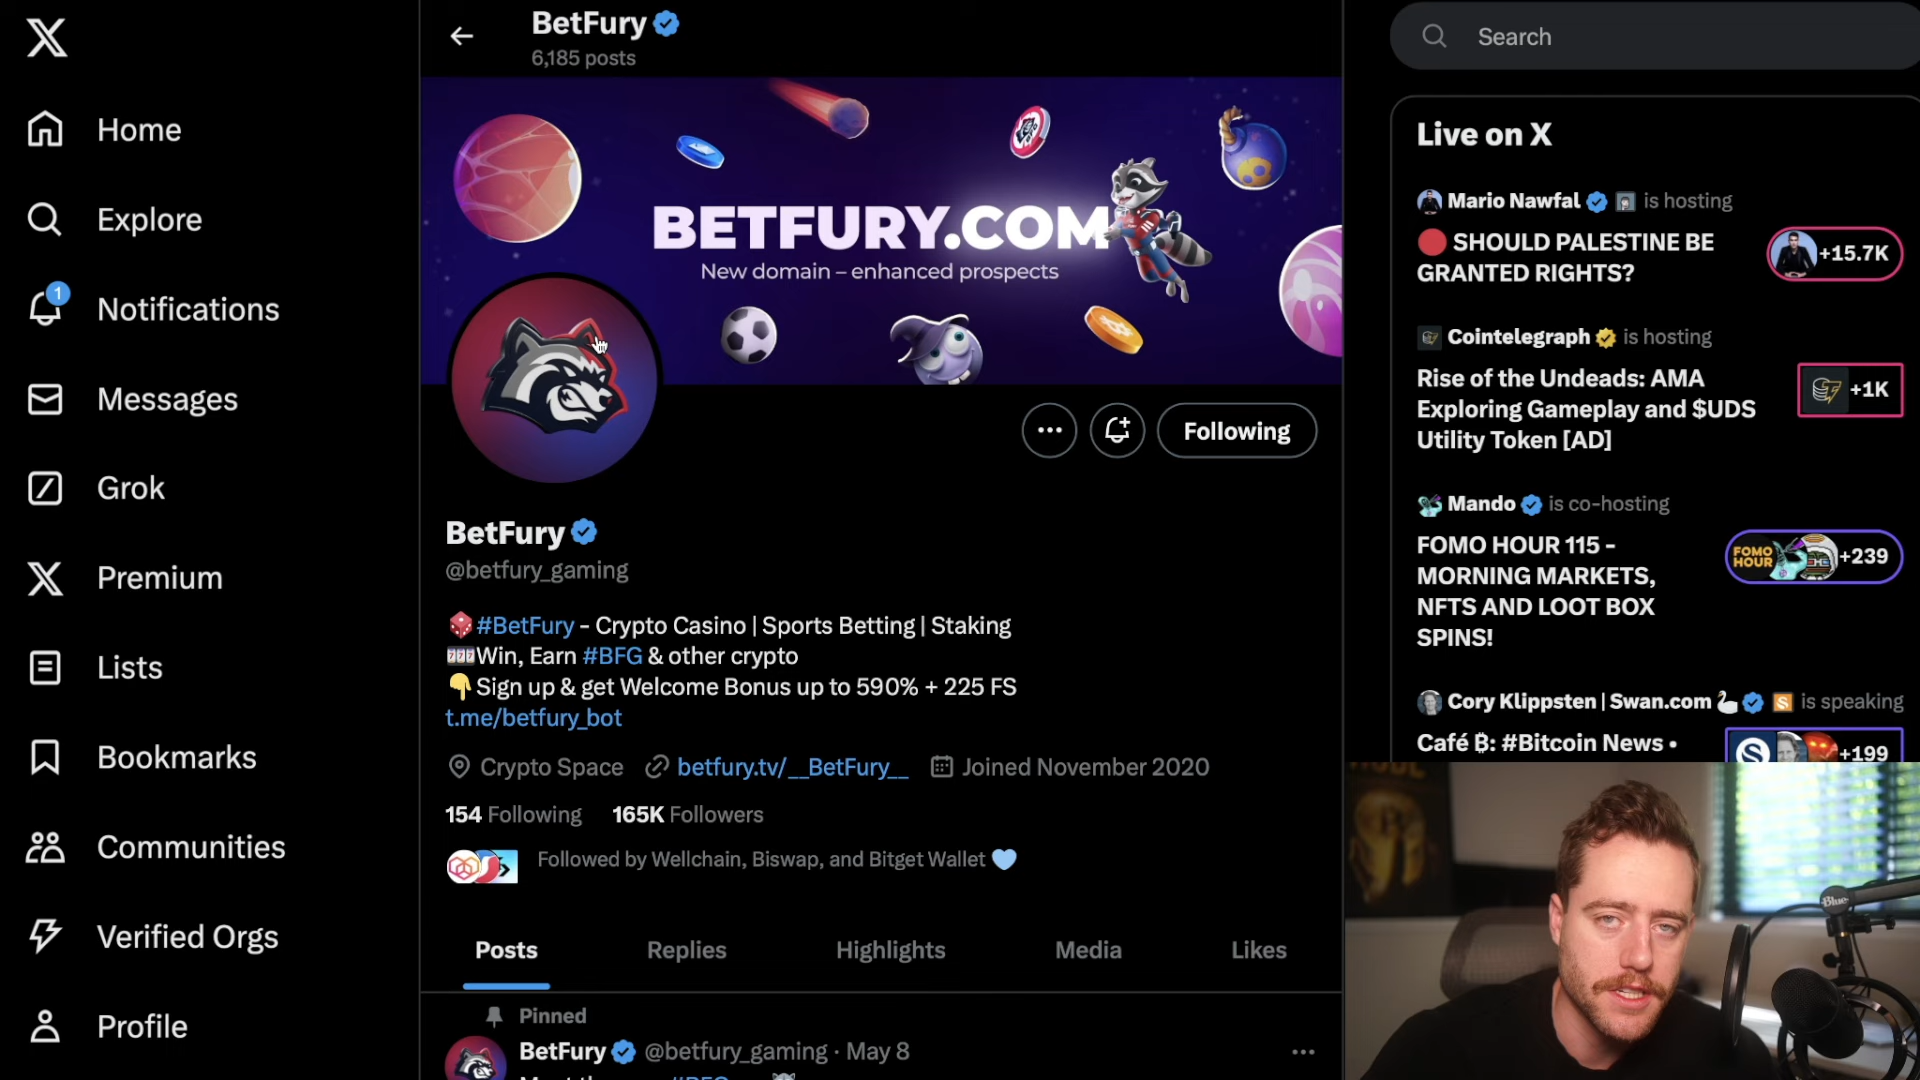 Home
Explore
1
Notifications
Messages
Grok
Premium
Lists
Bookmarks
Communities
Verified Orgs
Profile
BetFury
6,185 posts
BETFURY.COM
New domain – enhanced prospects
Following
BetFury
@betfury_gaming
#BetFury - Crypto Casino | Sports Betting | Staking
Win, Earn #BFG & other crypto
Sign up & get Welcome Bonus up to 590% + 225 FS
t.me/betfury_bot
Crypto Space betfury.tv/__BetFury__ Joined November 2020
154 Following 165K Followers
Followed by Wellchain, Biswap, and Bitget Wallet
Posts Replies Highlights Media Likes
Pinned
BetFury @betfury_gaming · May 8
Search
Live on X
Mario Nawfal is hosting
SHOULD PALESTINE BE
GRANTED RIGHTS?
+15.7K
Cointelegraph is hosting
Rise of the Undeads: AMA
Exploring Gameplay and $UDS
Utility Token [AD]
+1K
Mando is co-hosting
FOMO HOUR 115 -
MORNING MARKETS,
NFTS AND LOOT BOX
SPINS!
FOMO
HOUR
+239
Cory Klippsten | Swan.com is speaking
Café ₿: #Bitcoin News •
+199
Blue